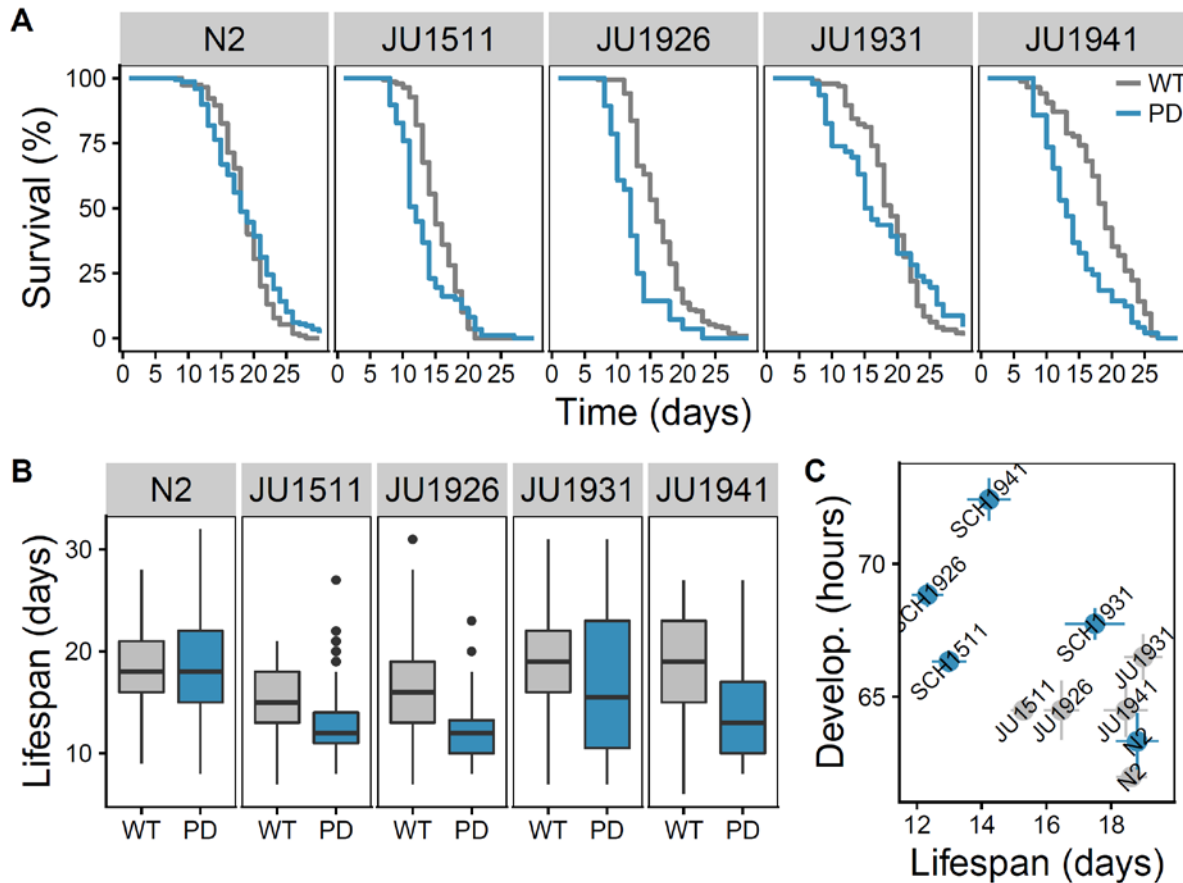 A
N2 JU1511 JU1926 JU1931 JU1941
WT
PD
Survival (%)
100
75
50
25
0
0 5 10 15 20 25 0 5 10 15 20 25 0 5 10 15 20 25 0 5 10 15 20 25 0 5 10 15 20 25
Time (days)
B
N2 JU1511 JU1926 JU1931 JU1941
Lifespan (days)
30
20
10
WT PD WT PD WT PD WT PD WT PD
C
Develop. (hours)
70
65
SCH1941
SCH1926
SCH1931
SCH1511
JU1931
JU1511
JU1926
JU1941
N2
N2
12 14 16 18
Lifespan (days)